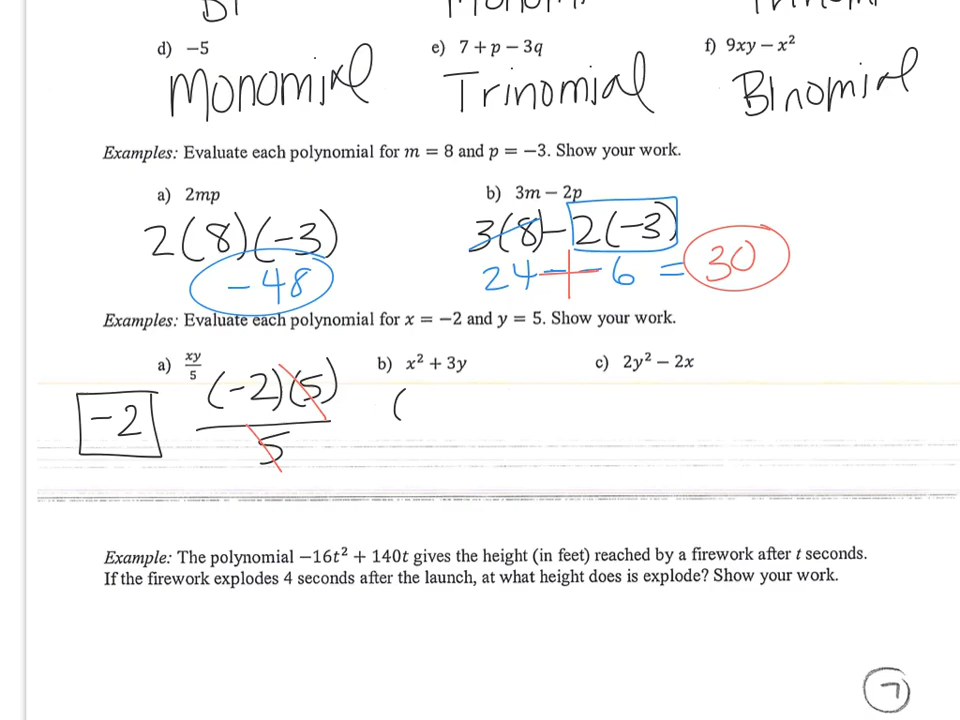 d) −5
e) 7 + p − 3q
f) 9xy − x²
Monomial
Trinomial
Binomial
Examples: Evaluate each polynomial for m = 8 and p = −3. Show your work.
a) 2mp
b) 3m − 2p
2(8)(−3)
3(8)−2(−3)
−48
24 − −6 = 30
Examples: Evaluate each polynomial for x = −2 and y = 5. Show your work.
a) xy/5
b) x² + 3y
c) 2y² − 2x
(−2)(5)
(
−2
5
Example: The polynomial −16t² + 140t gives the height (in feet) reached by a firework after t seconds.
If the firework explodes 4 seconds after the launch, at what height does is explode? Show your work.
7